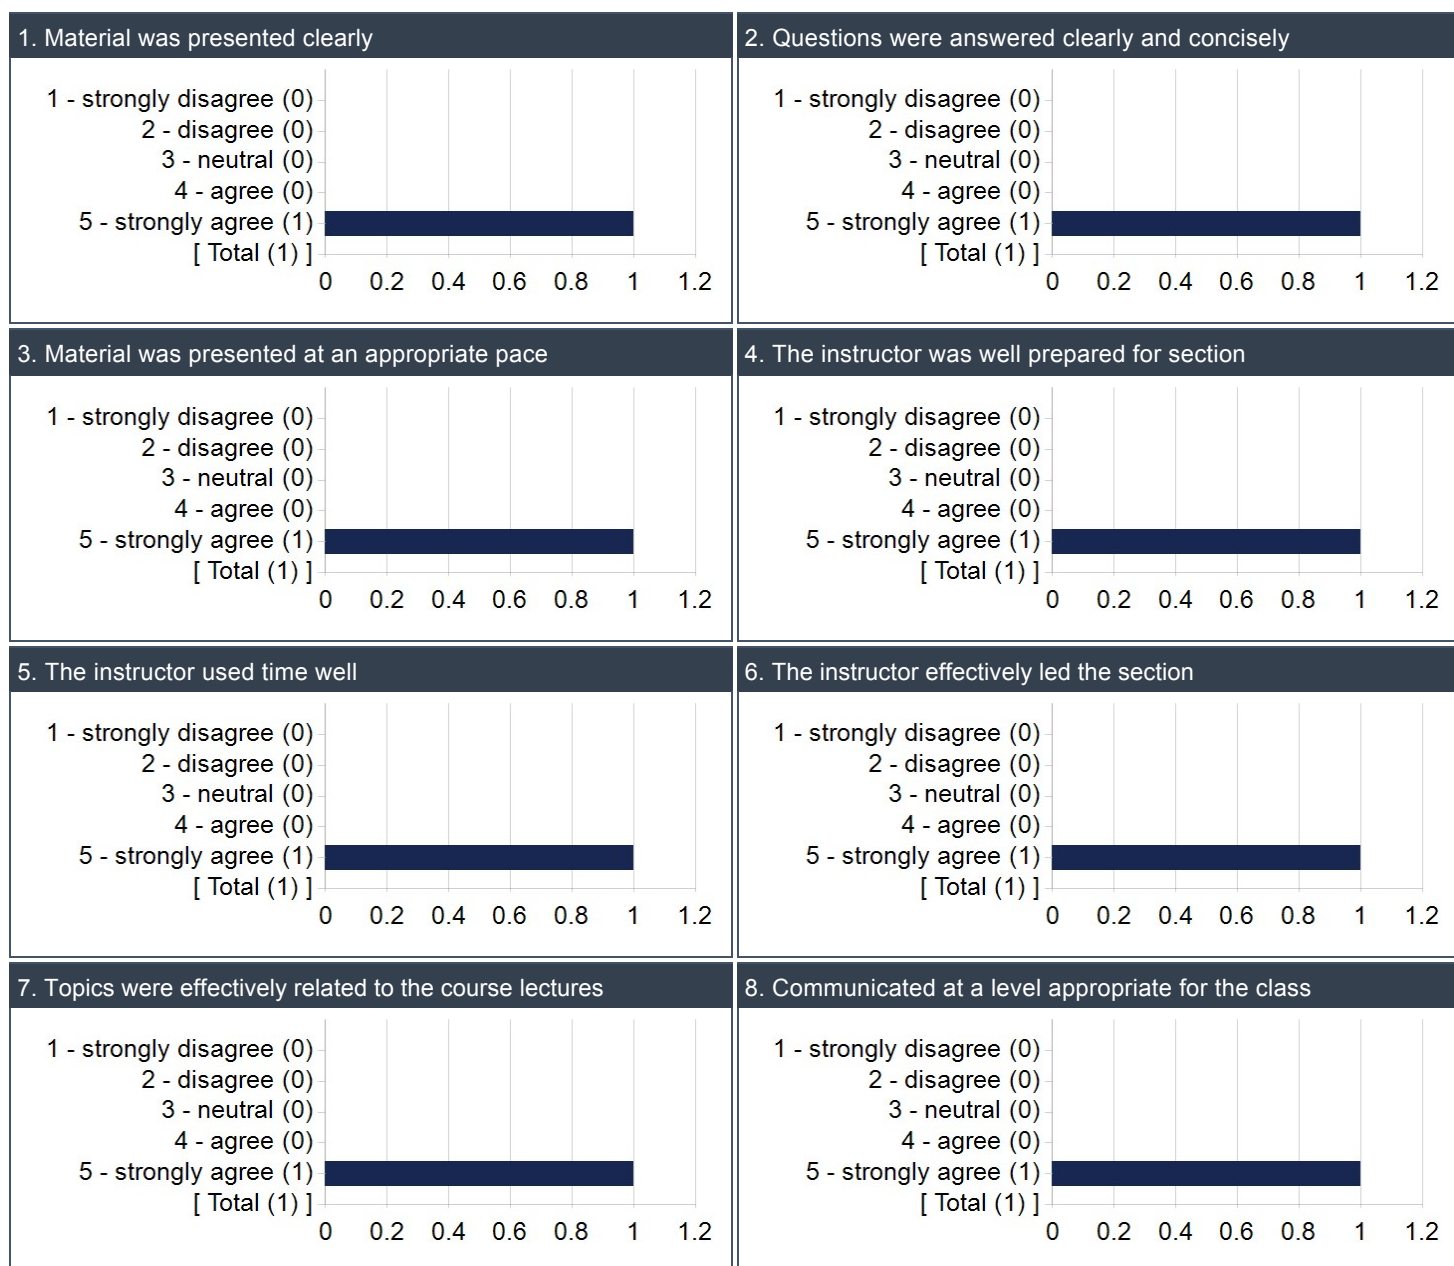 1. Material was presented clearly
1 - strongly disagree (0)
2 - disagree (0)
3 - neutral (0)
4 - agree (0)
5 - strongly agree (1)
[ Total (1) ]
0 0.2 0.4 0.6 0.8 1 1.2
2. Questions were answered clearly and concisely
1 - strongly disagree (0)
2 - disagree (0)
3 - neutral (0)
4 - agree (0)
5 - strongly agree (1)
[ Total (1) ]
0 0.2 0.4 0.6 0.8 1 1.2
3. Material was presented at an appropriate pace
1 - strongly disagree (0)
2 - disagree (0)
3 - neutral (0)
4 - agree (0)
5 - strongly agree (1)
[ Total (1) ]
0 0.2 0.4 0.6 0.8 1 1.2
4. The instructor was well prepared for section
1 - strongly disagree (0)
2 - disagree (0)
3 - neutral (0)
4 - agree (0)
5 - strongly agree (1)
[ Total (1) ]
0 0.2 0.4 0.6 0.8 1 1.2
5. The instructor used time well
1 - strongly disagree (0)
2 - disagree (0)
3 - neutral (0)
4 - agree (0)
5 - strongly agree (1)
[ Total (1) ]
0 0.2 0.4 0.6 0.8 1 1.2
6. The instructor effectively led the section
1 - strongly disagree (0)
2 - disagree (0)
3 - neutral (0)
4 - agree (0)
5 - strongly agree (1)
[ Total (1) ]
0 0.2 0.4 0.6 0.8 1 1.2
7. Topics were effectively related to the course lectures
1 - strongly disagree (0)
2 - disagree (0)
3 - neutral (0)
4 - agree (0)
5 - strongly agree (1)
[ Total (1) ]
0 0.2 0.4 0.6 0.8 1 1.2
8. Communicated at a level appropriate for the class
1 - strongly disagree (0)
2 - disagree (0)
3 - neutral (0)
4 - agree (0)
5 - strongly agree (1)
[ Total (1) ]
0 0.2 0.4 0.6 0.8 1 1.2